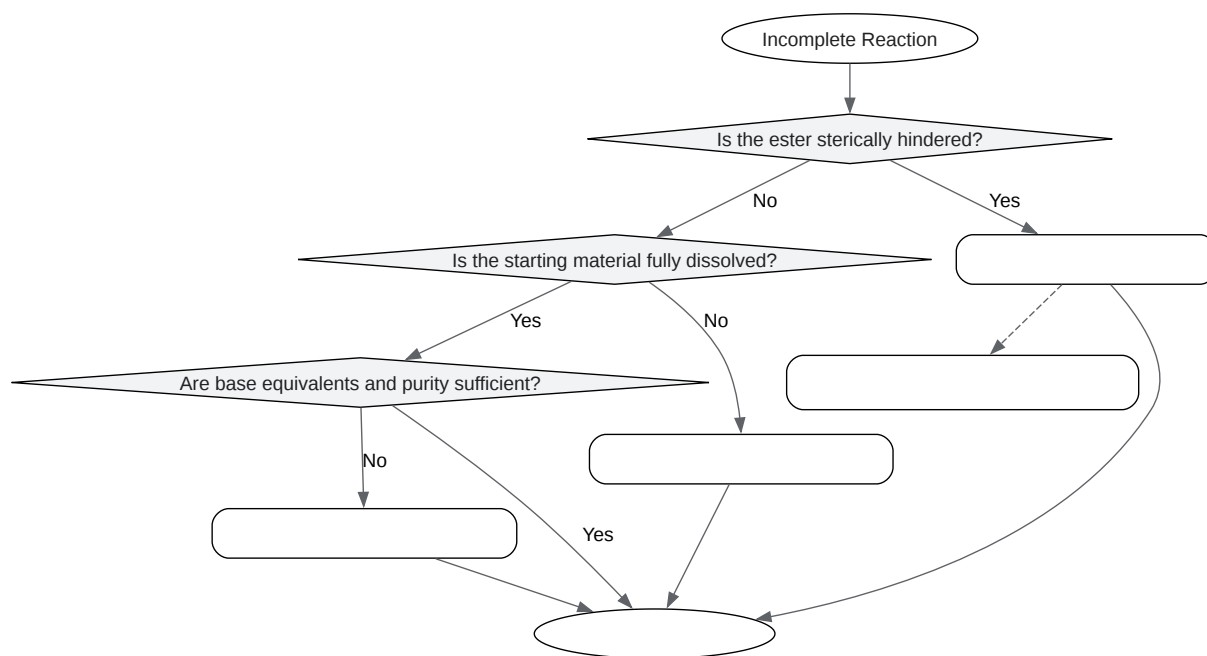 Incomplete Reaction
Is the ester sterically hindered?
No
Yes
Is the starting material fully dissolved?
Yes
No
Are base equivalents and purity sufficient?
No
Yes